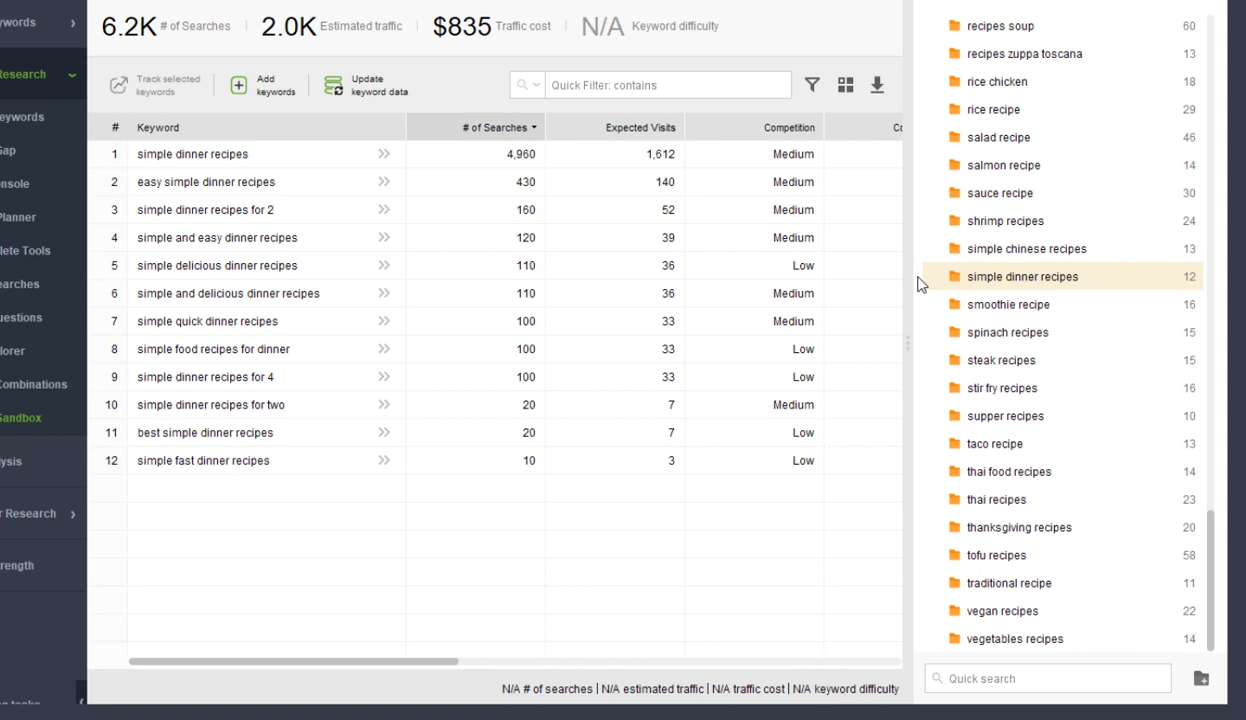 6.2K # of Searches 2.0K Estimated traffic $835 Traffic cost N/A Keyword difficulty
Track selected keywords
Add keywords
Update keyword data
Quick Filter: contains
# Keyword # of Searches Expected Visits Competition Co
1 simple dinner recipes 4,960 1,612 Medium
2 easy simple dinner recipes 430 140 Medium
3 simple dinner recipes for 2 160 52 Medium
4 simple and easy dinner recipes 120 39 Medium
5 simple delicious dinner recipes 110 36 Low
6 simple and delicious dinner recipes 110 36 Medium
7 simple quick dinner recipes 100 33 Medium
8 simple food recipes for dinner 100 33 Low
9 simple dinner recipes for 4 100 33 Low
10 simple dinner recipes for two 20 7 Medium
11 best simple dinner recipes 20 7 Low
12 simple fast dinner recipes 10 3 Low
N/A # of searches | N/A estimated traffic | N/A traffic cost | N/A keyword difficulty
ywords
Research
eywords
Gap
nsole
Planner
lete Tools
earches
uestions
lorer
Combinations
Sandbox
lysis
r Research
rength
recipes soup 60
recipes zuppa toscana 13
rice chicken 18
rice recipe 29
salad recipe 46
salmon recipe 14
sauce recipe 30
shrimp recipes 24
simple chinese recipes 13
simple dinner recipes 12
smoothie recipe 16
spinach recipes 15
steak recipes 15
stir fry recipes 16
supper recipes 10
taco recipe 13
thai food recipes 14
thai recipes 23
thanksgiving recipes 20
tofu recipes 58
traditional recipe 11
vegan recipes 22
vegetables recipes 14
Quick search